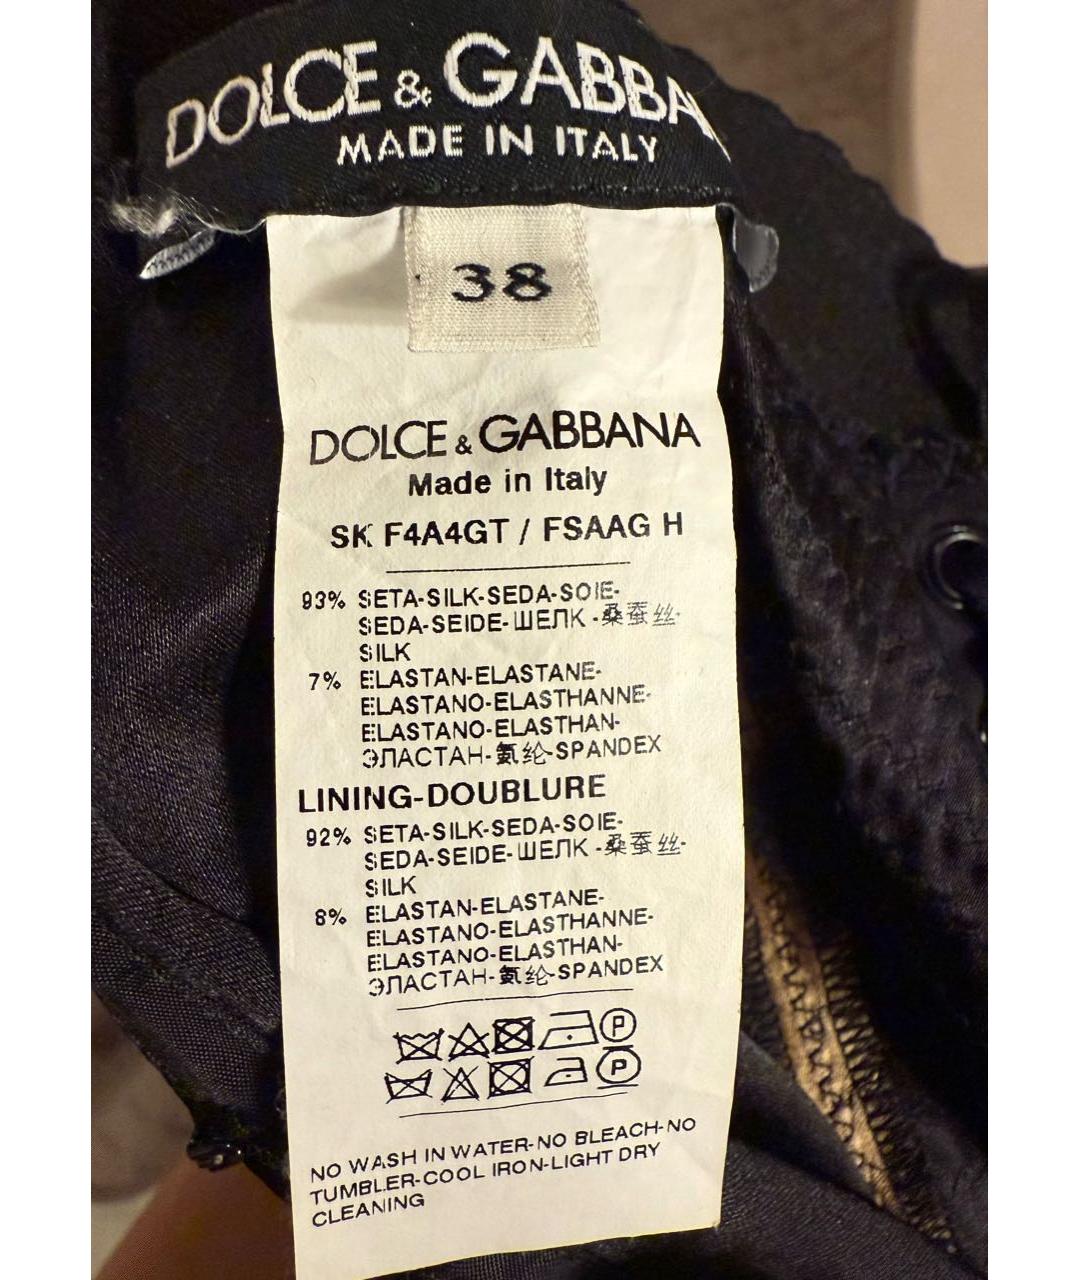 DOLCE & GABBA
MADE IN ITALY
38
DOLCE & GABBANA
Made in Italy
SK F4A4GT / FSAAG H
93% SETA-SILK-SEDA-SOIE-
SEDA-SEIDE-ШЕЛК-桑蚕丝-
SILK
7% ELASTAN-ELASTANE-
ELASTANO-ELASTHANNE-
ELASTANO-ELASTHAN-
ЭЛАСТАН-氨纶-SPANDEX
LINING-DOUBLURE
92% SETA-SILK-SEDA-SOIE-
SEDA-SEIDE-ШЕЛК-桑蚕丝-
SILK
8% ELASTAN-ELASTANE-
ELASTANO-ELASTHANNE-
ELASTANO-ELASTHAN-
ЭЛАСТАН-氨纶-SPANDEX
P
P
NO WASH IN WATER-NO BLEACH-NO
TUMBLER-COOL IRON-LIGHT DRY
CLEANING